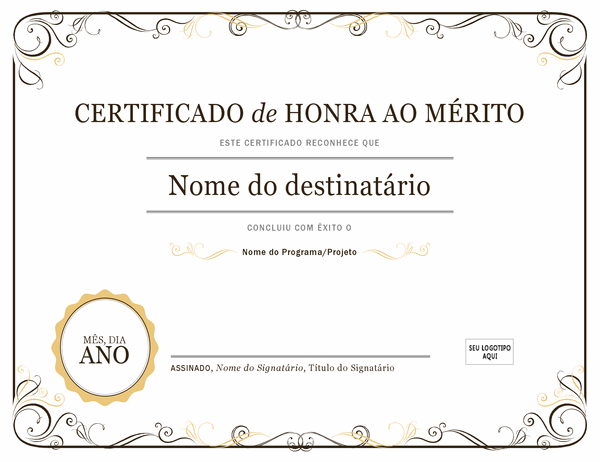 CERTIFICADO de HONRA AO MÉRITO
ESTE CERTIFICADO RECONHECE QUE
Nome do destinatário
CONCLUIU COM ÊXITO O
Nome do Programa/Projeto
MÊS, DIA
ANO
ASSINADO, Nome do Signatário, Título do Signatário
SEU LOGOTIPO
AQUI